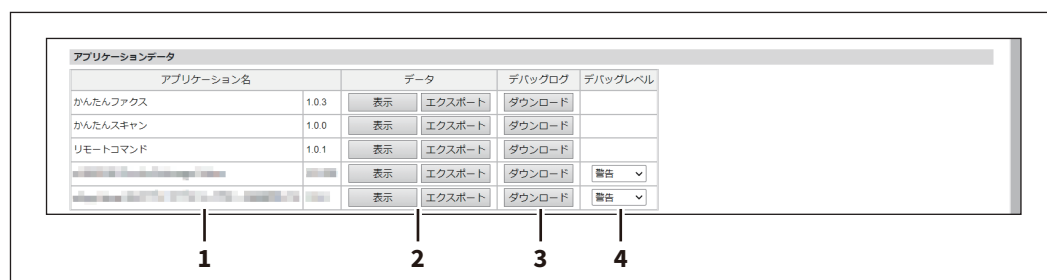 アプリケーションデータ
アプリケーション名 データ デバッグログ デバッグレベル
かんたんファクス 1.0.3 表示 エクスポート ダウンロード
かんたんスキャン 1.0.0 表示 エクスポート ダウンロード
リモートコマンド 1.0.1 表示 エクスポート ダウンロード
表示 エクスポート ダウンロード 警告
表示 エクスポート ダウンロード 警告
1 2 3 4